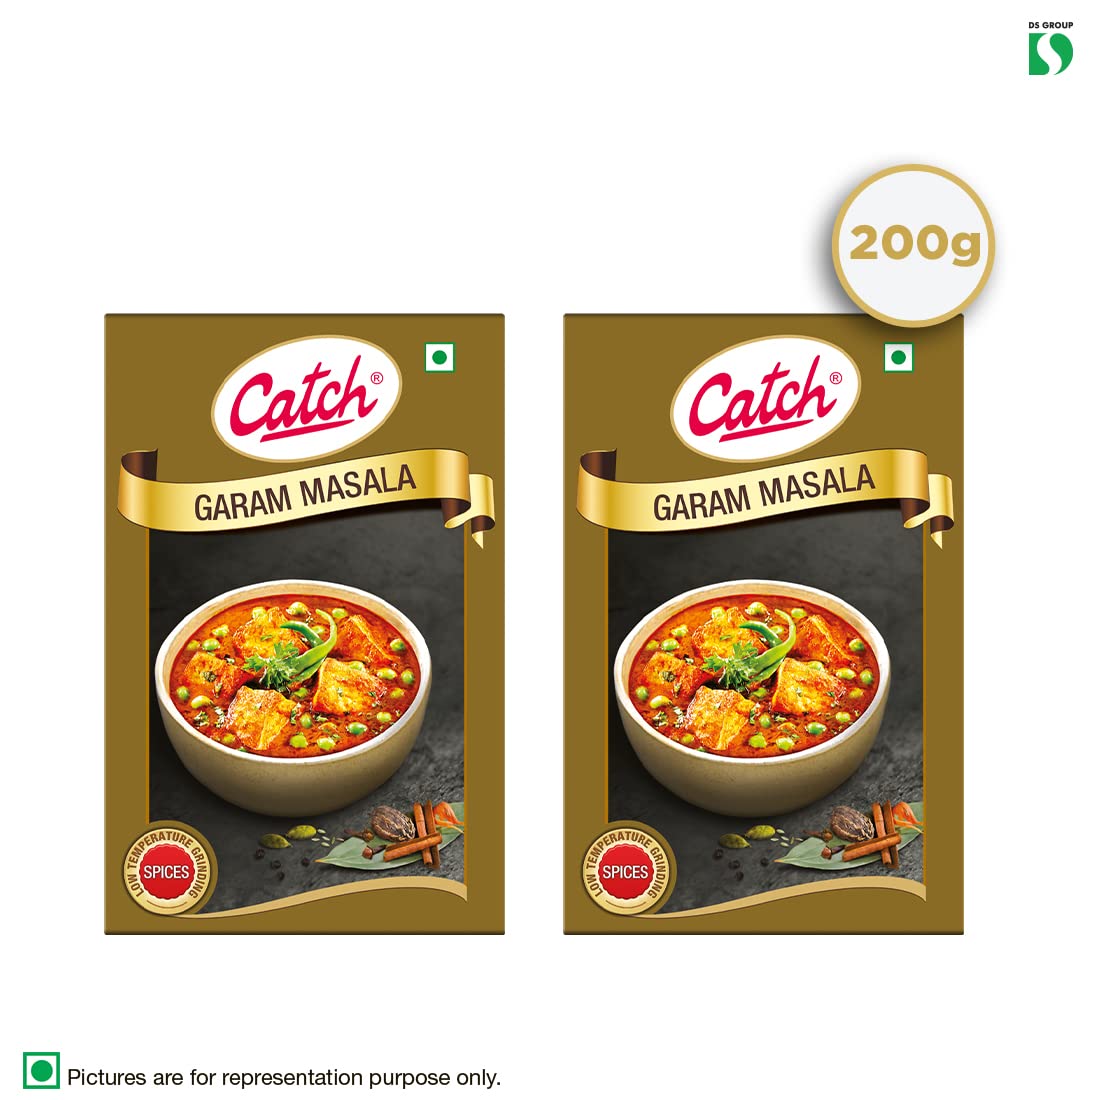 DS GROUP
200g
Catch®
GARAM MASALA
LOW TEMPERATURE GRINDING
SPICES
Catch®
GARAM MASALA
LOW TEMPERATURE GRINDING
SPICES
Pictures are for representation purpose only.